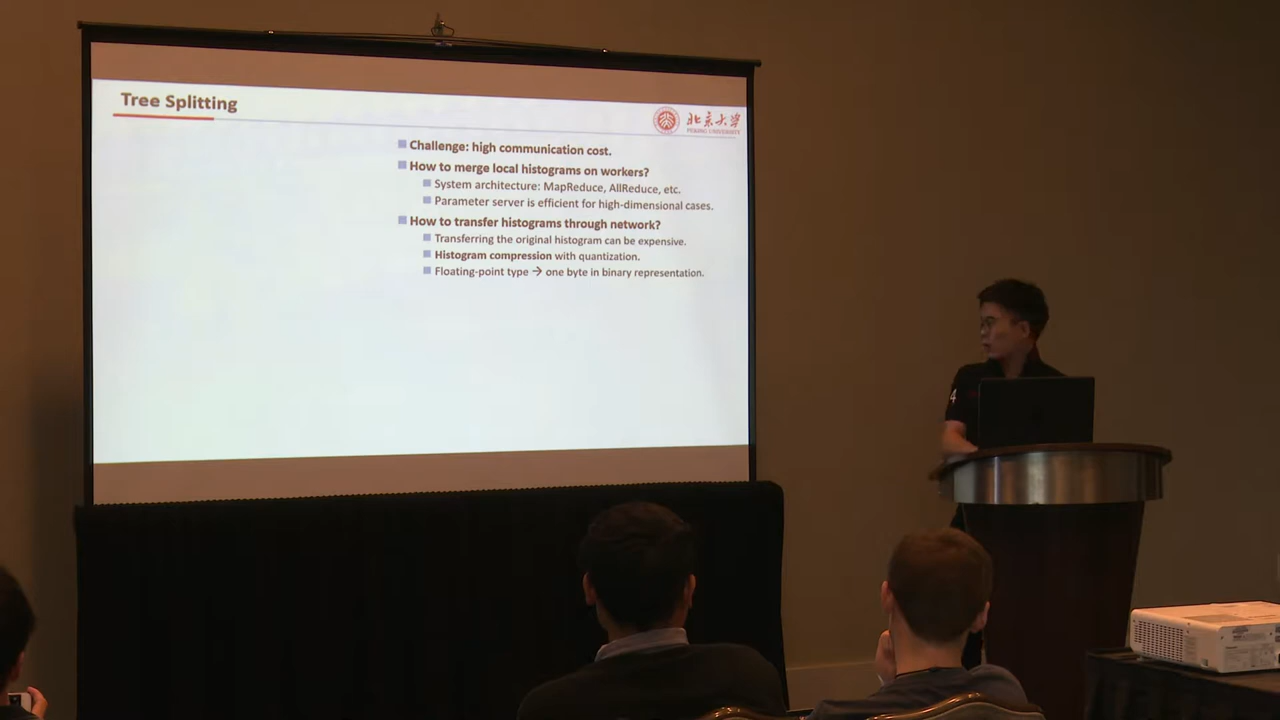 Tree Splitting
北京大学
PEKING UNIVERSITY
Challenge: high communication cost.
How to merge local histograms on workers?
System architecture: MapReduce, AllReduce, etc.
Parameter server is efficient for high-dimensional cases.
How to transfer histograms through network?
Transferring the original histogram can be expensive.
Histogram compression with quantization.
Floating-point type → one byte in binary representation.
4